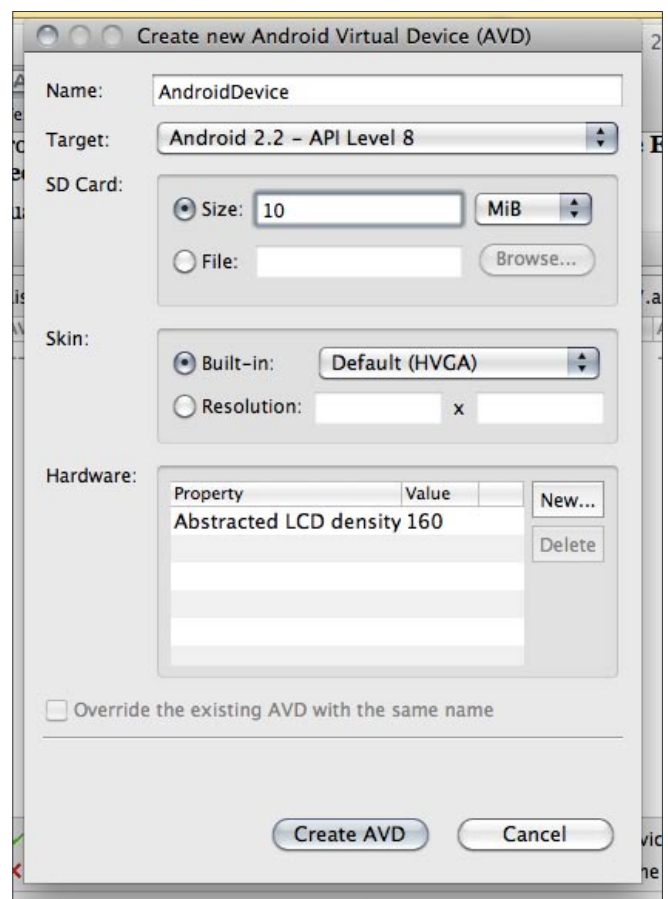 Create new Android Virtual Device (AVD)
2
Name: AndroidDevice
Target: Android 2.2 – API Level 8
SD Card:
Size: 10 MiB
File: Browse...
Skin:
Built-in: Default (HVGA)
Resolution: x
Hardware:
Property Value
New...
Abstracted LCD density 160
Delete
Override the existing AVD with the same name
Create AVD Cancel